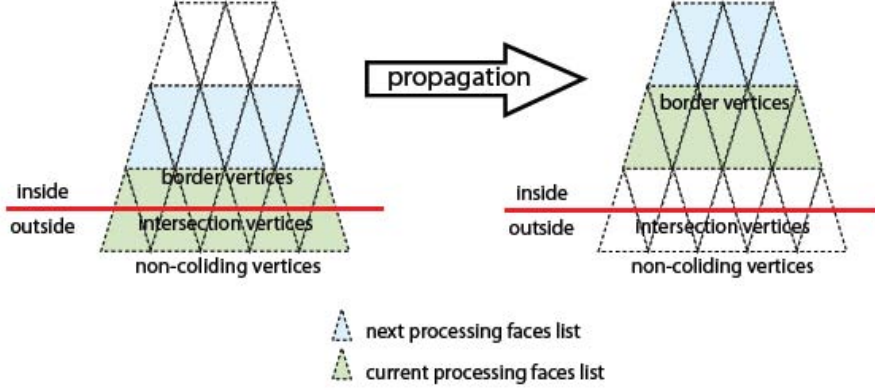 propagation
border vertices
border vertices
inside
outside
intersection vertices
non-coliding vertices
inside
outside
intersection vertices
non-coliding vertices
next processing faces list
current processing faces list